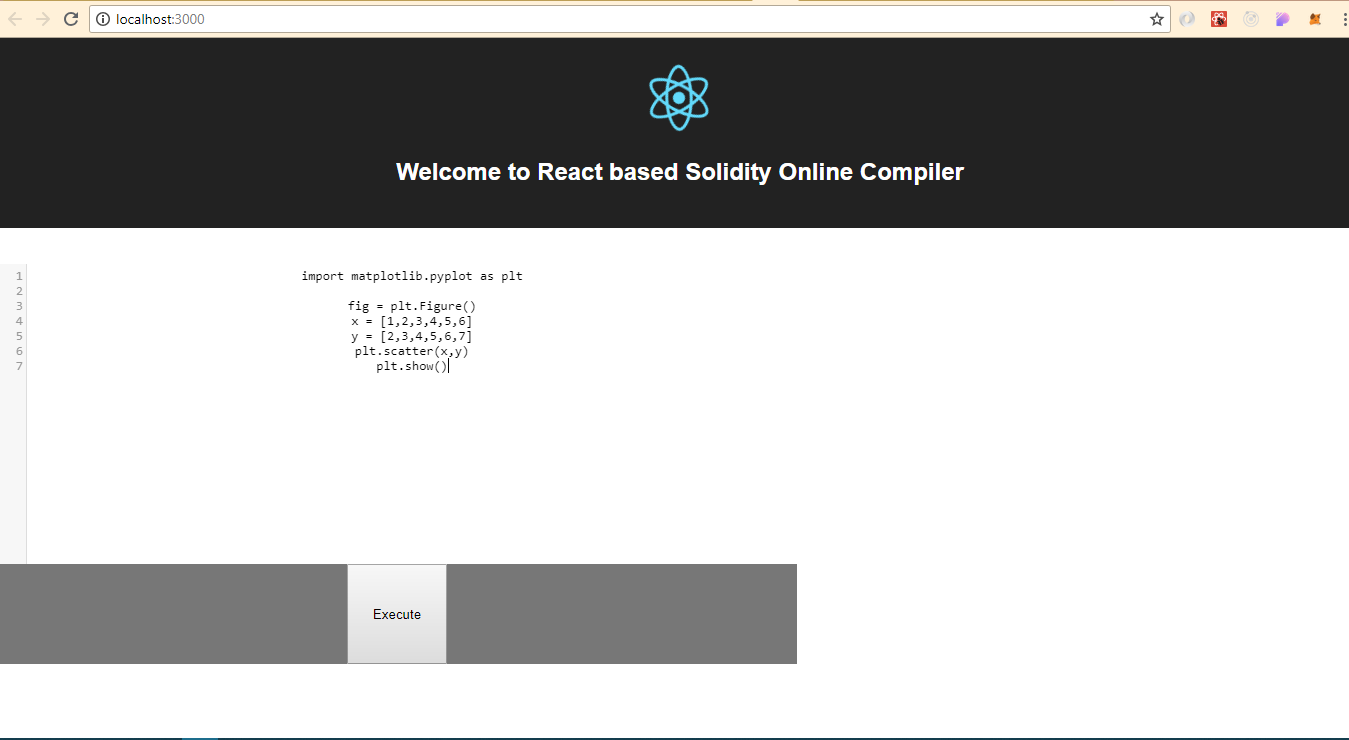 localhost:3000
Welcome to React based Solidity Online Compiler
1 import matplotlib.pyplot as plt
2
3 fig = plt.Figure()
4 x = [1,2,3,4,5,6]
5 y = [2,3,4,5,6,7]
6 plt.scatter(x,y)
7 plt.show()
Execute